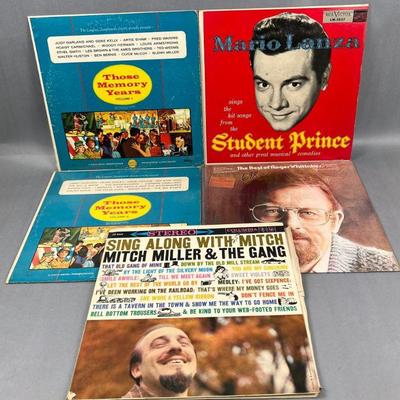 JUDY GARLAND AND GENE KELLY • ARTIE SHAW • FRED WARING
HOAGY CARMICHAEL • WOODY HERMAN • LOUIS ARMSTRONG
ETHEL SMITH • LES BROWN & THE AMES BROTHERS • TED WEEMS
WALTER HUSTON • BEN BERNIE • CLYDE McCOY • GLENN MILLER
Those
Memory
Years
VOLUME 1
RCA VICTOR
Mario Lanza
sings
the
hit songs
from
the
Student Prince
and other great musical comedies
Those
Memory
Years
The Best of Roger Whittaker
STEREO
COLUMBIA
SING ALONG WITH MITCH
MITCH MILLER & THE GANG
THAT OLD GANG OF MINE
DOWN BY THE OLD MILL STREAM
BY THE LIGHT OF THE SILVERY MOON
YOU ARE MY SUNSHINE
TILL WE MEET AGAIN
SWEET VIOLETS
LET THE REST OF THE WORLD GO BY
MEDLEY: I'VE GOT SIXPENCE;
I'VE BEEN WORKING ON THE RAILROAD; THAT'S WHERE MY MONEY GOES
SHE WORE A YELLOW RIBBON
DON'T FENCE ME IN
THERE IS A TAVERN IN THE TOWN & SHOW ME THE WAY TO GO HOME
BELL BOTTOM TROUSERS
& BE KIND TO YOUR WEB-FOOTED FRIENDS